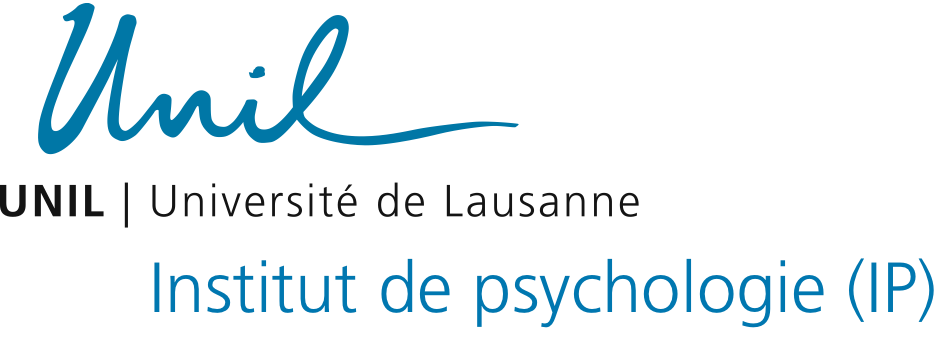 Unil
UNIL | Université de Lausanne
Institut de psychologie (IP)